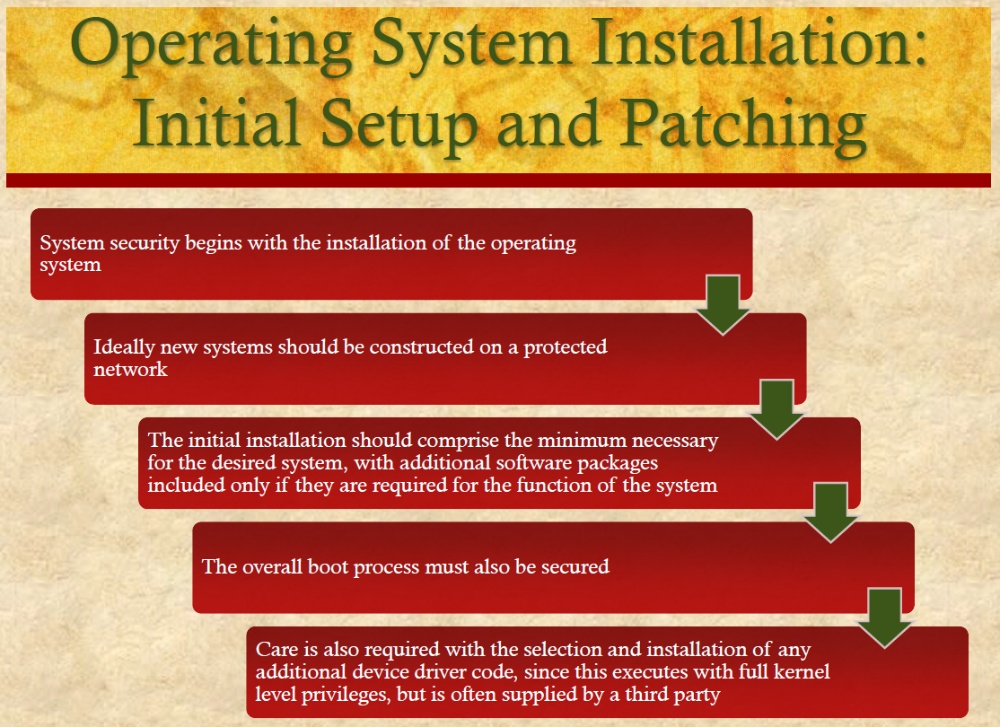 Operating System Installation:
Initial Setup and Patching
System security begins with the installation of the operating
system
Ideally new systems should be constructed on a protected
network
The initial installation should comprise the minimum necessary
for the desired system, with additional software packages
included only if they are required for the function of the system
The overall boot process must also be secured
Care is also required with the selection and installation of any
additional device driver code, since this executes with full kernel
level privileges, but is often supplied by a third party